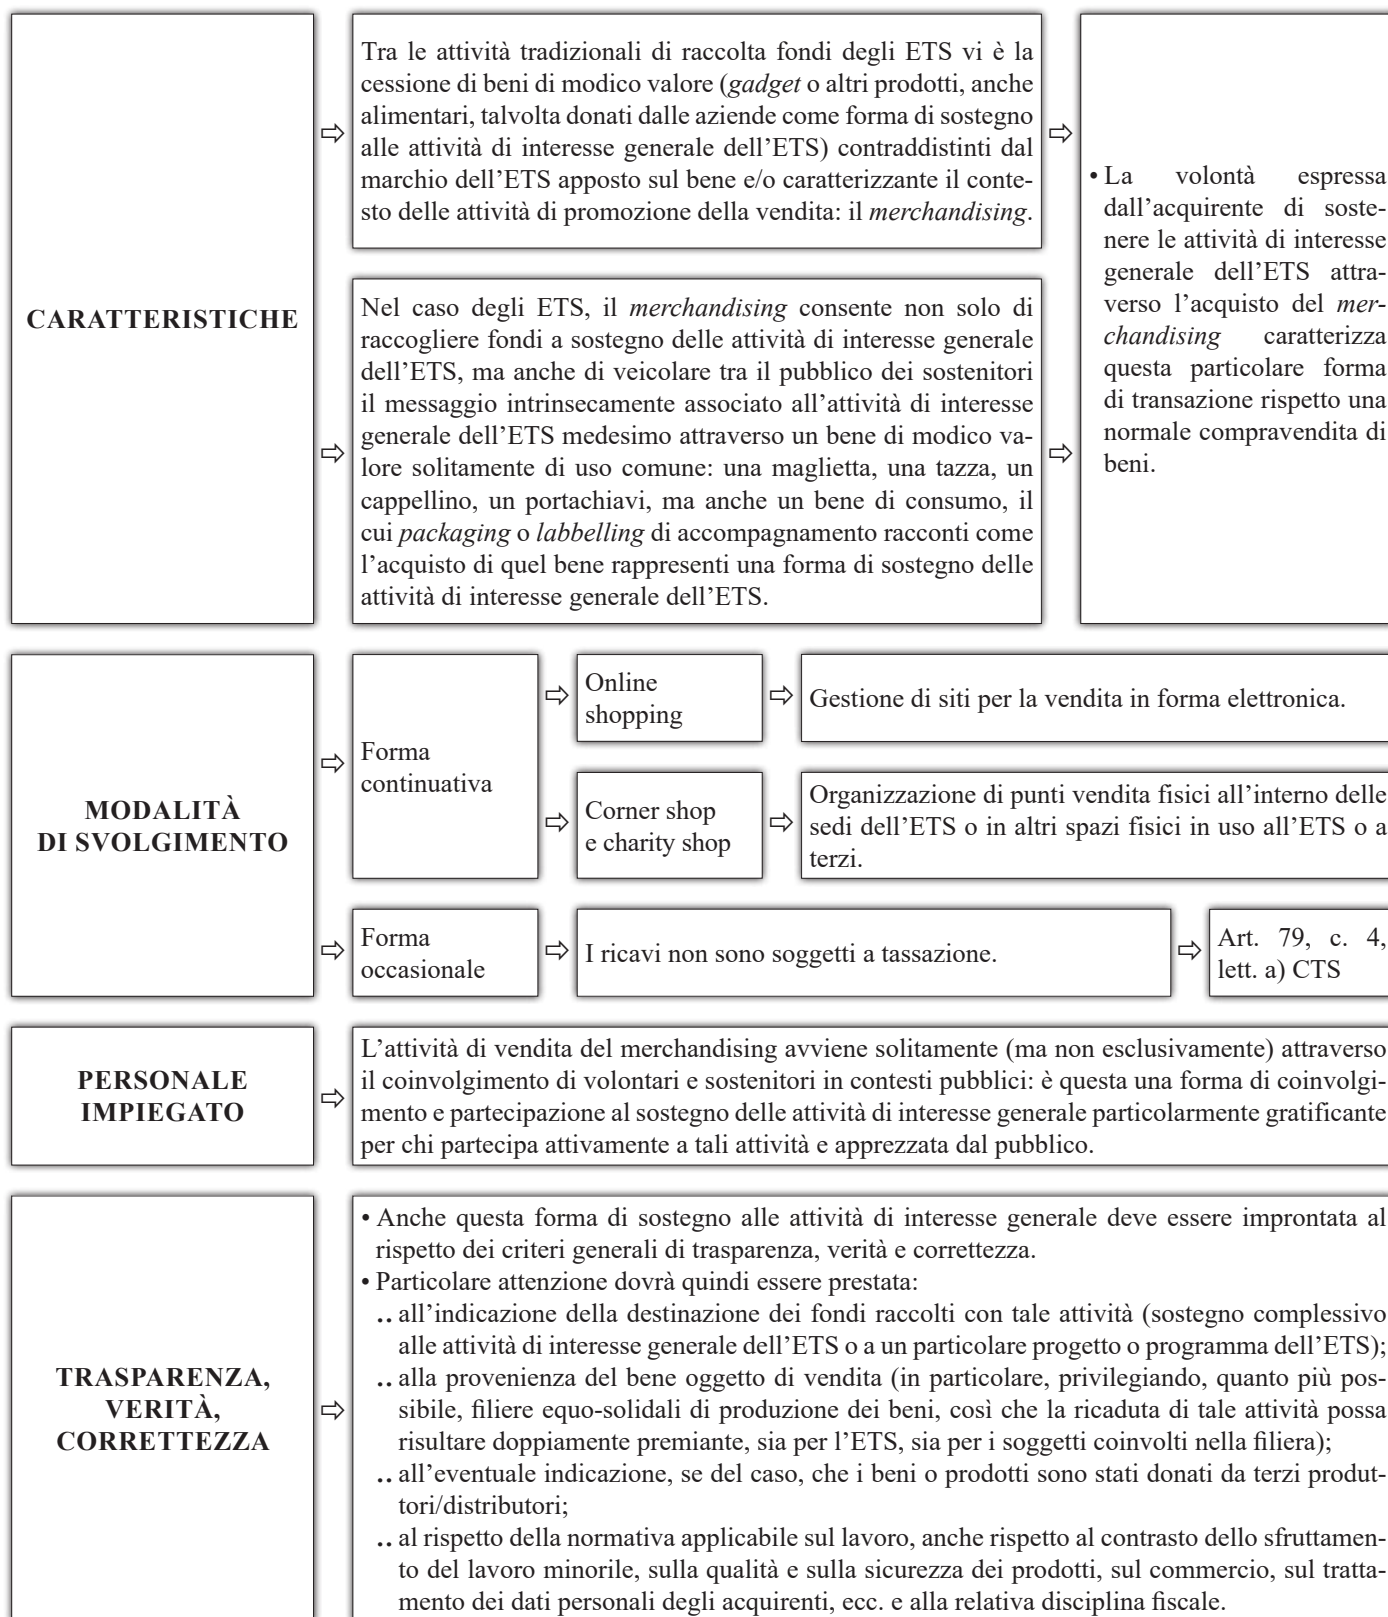 CARATTERISTICHE
Tra le attività tradizionali di raccolta fondi degli ETS vi è la
cessione di beni di modico valore (gadget o altri prodotti, anche
alimentari, talvolta donati dalle aziende come forma di sostegno
alle attività di interesse generale dell’ETS) contraddistinti dal
marchio dell’ETS apposto sul bene e/o caratterizzante il conte-
sto delle attività di promozione della vendita: il merchandising.
Nel caso degli ETS, il merchandising consente non solo di
raccogliere fondi a sostegno delle attività di interesse generale
dell’ETS, ma anche di veicolare tra il pubblico dei sostenitori
il messaggio intrinsecamente associato all’attività di interesse
generale dell’ETS medesimo attraverso un bene di modico va-
lore solitamente di uso comune: una maglietta, una tazza, un
cappellino, un portachiavi, ma anche un bene di consumo, il
cui packaging o labbelling di accompagnamento racconti come
l’acquisto di quel bene rappresenti una forma di sostegno delle
attività di interesse generale dell’ETS.
• La volontà espressa
dall’acquirente di soste-
nere le attività di interesse
generale dell’ETS attra-
verso l’acquisto del mer-
chandising caratterizza
questa particolare forma
di transazione rispetto una
normale compravendita di
beni.
MODALITÀ
DI SVOLGIMENTO
Forma
continuativa
Online
shopping
Gestione di siti per la vendita in forma elettronica.
Corner shop
e charity shop
Organizzazione di punti vendita fisici all’interno delle
sedi dell’ETS o in altri spazi fisici in uso all’ETS o a
terzi.
Forma
occasionale
I ricavi non sono soggetti a tassazione.
Art. 79, c. 4,
lett. a) CTS
PERSONALE
IMPIEGATO
L’attività di vendita del merchandising avviene solitamente (ma non esclusivamente) attraverso
il coinvolgimento di volontari e sostenitori in contesti pubblici: è questa una forma di coinvolgi-
mento e partecipazione al sostegno delle attività di interesse generale particolarmente gratificante
per chi partecipa attivamente a tali attività e apprezzata dal pubblico.
TRASPARENZA,
VERITÀ,
CORRETTEZZA
• Anche questa forma di sostegno alle attività di interesse generale deve essere improntata al
rispetto dei criteri generali di trasparenza, verità e correttezza.
• Particolare attenzione dovrà quindi essere prestata:
.. all’indicazione della destinazione dei fondi raccolti con tale attività (sostegno complessivo
alle attività di interesse generale dell’ETS o a un particolare progetto o programma dell’ETS);
.. alla provenienza del bene oggetto di vendita (in particolare, privilegiando, quanto più pos-
sibile, filiere equo-solidali di produzione dei beni, così che la ricaduta di tale attività possa
risultare doppiamente premiante, sia per l’ETS, sia per i soggetti coinvolti nella filiera);
.. all’eventuale indicazione, se del caso, che i beni o prodotti sono stati donati da terzi produt-
tori/distributori;
.. al rispetto della normativa applicabile sul lavoro, anche rispetto al contrasto dello sfruttamen-
to del lavoro minorile, sulla qualità e sulla sicurezza dei prodotti, sul commercio, sul tratta-
mento dei dati personali degli acquirenti, ecc. e alla relativa disciplina fiscale.